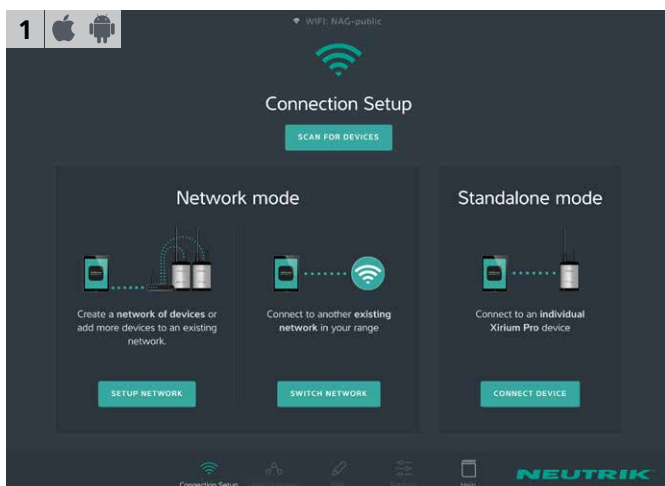 1
WIFI: NAG-public
Connection Setup
SCAN FOR DEVICES
Network mode
Create a network of devices or
add more devices to an existing
network.
SETUP NETWORK
Connect to another existing
network in your range
SWITCH NETWORK
Standalone mode
Connect to an individual
Xirium Pro device
CONNECT DEVICE
Connection Setup
NEUTRIK